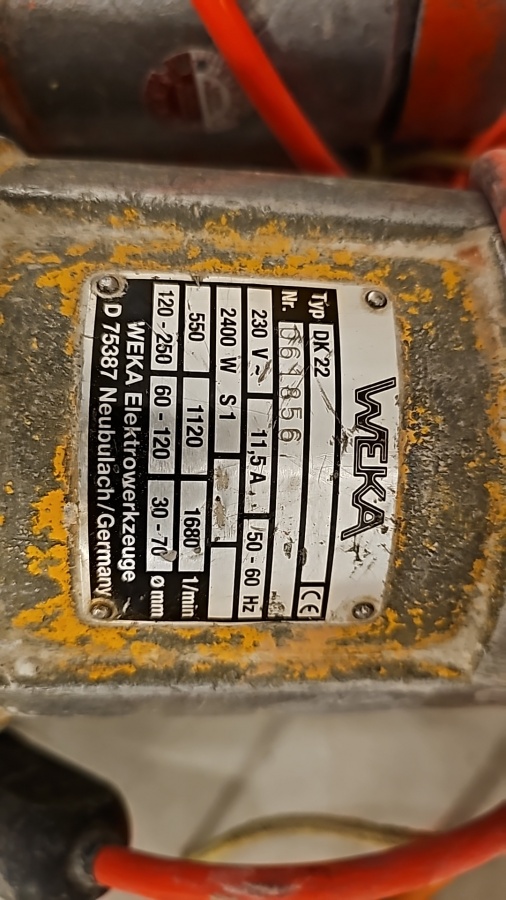 WEKA
Typ DK 22 CE
Nr. 061856
230 V~ 11,5 A 50 - 60 Hz
2400 W S1
550 1120 1680 1/min
120 - 250 60 - 120 30 - 70 ø mm
WEKA Elektrowerkzeuge
D 75387 Neubulach/Germany